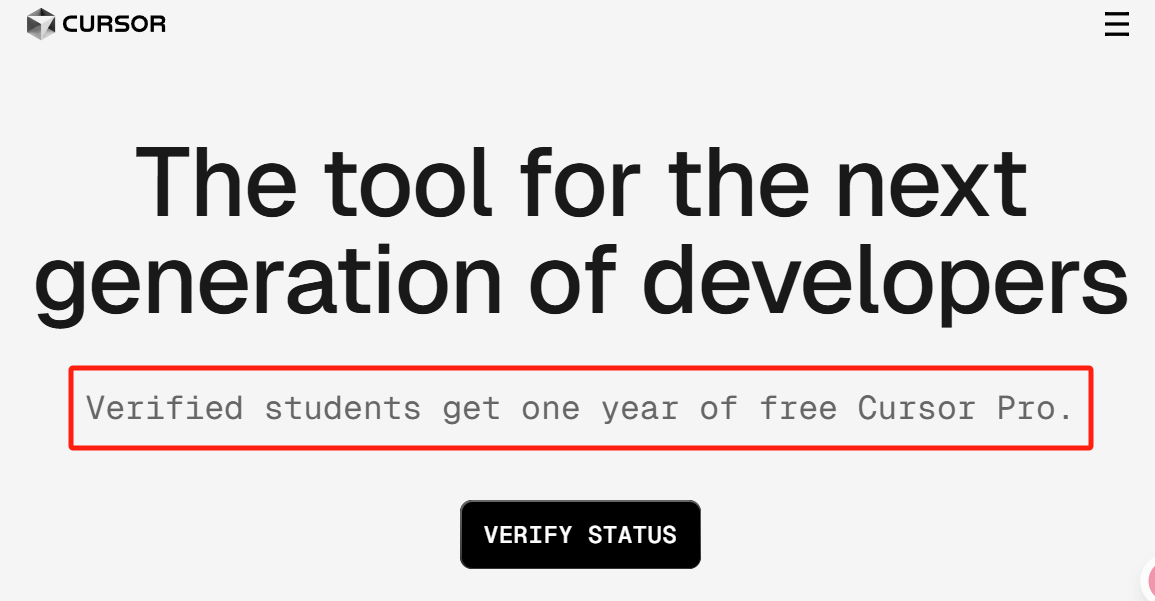 CURSOR
The tool for the next
generation of developers
Verified students get one year of free Cursor Pro.
VERIFY STATUS